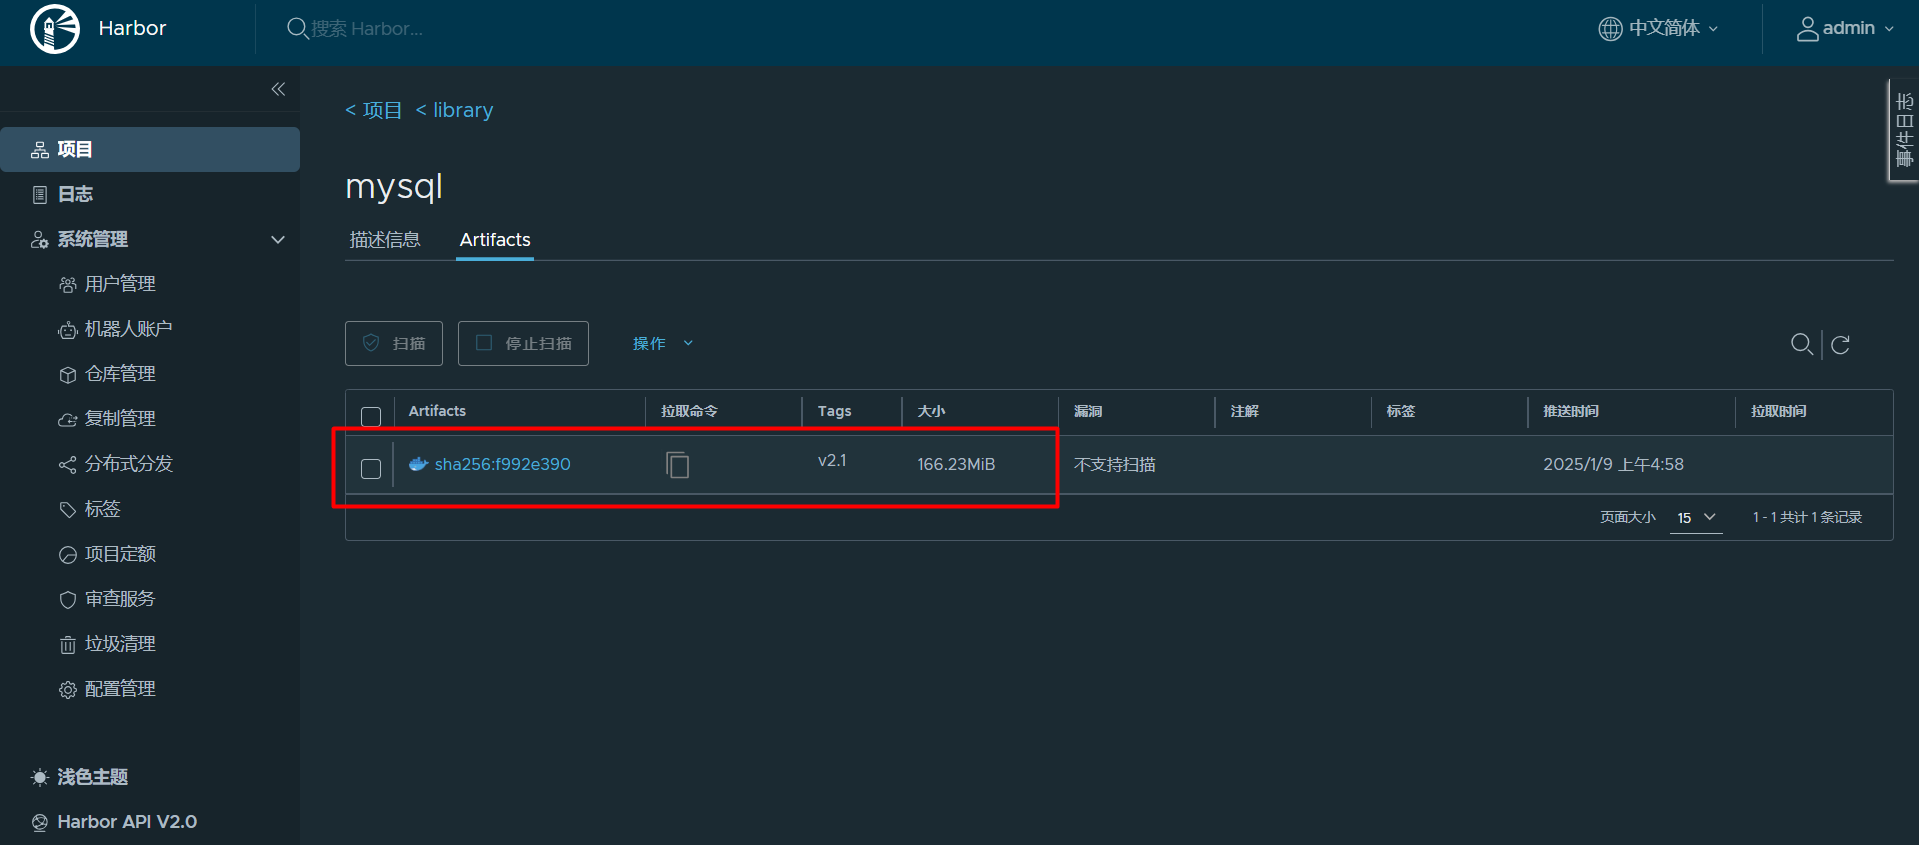 Harbor
搜索 Harbor...
中文简体
admin
事件日志
项目
日志
系统管理
用户管理
机器人账户
仓库管理
复制管理
分布式分发
标签
项目定额
审查服务
垃圾清理
配置管理
浅色主题
Harbor API V2.0
< 项目 < library
mysql
描述信息 Artifacts
扫描 停止扫描 操作
Artifacts 拉取命令 Tags 大小 漏洞 注解 标签 推送时间 拉取时间
sha256:f992e390 v2.1 166.23MiB 不支持扫描 2025/1/9 上午4:58
页面大小 15 1 - 1 共计 1 条记录